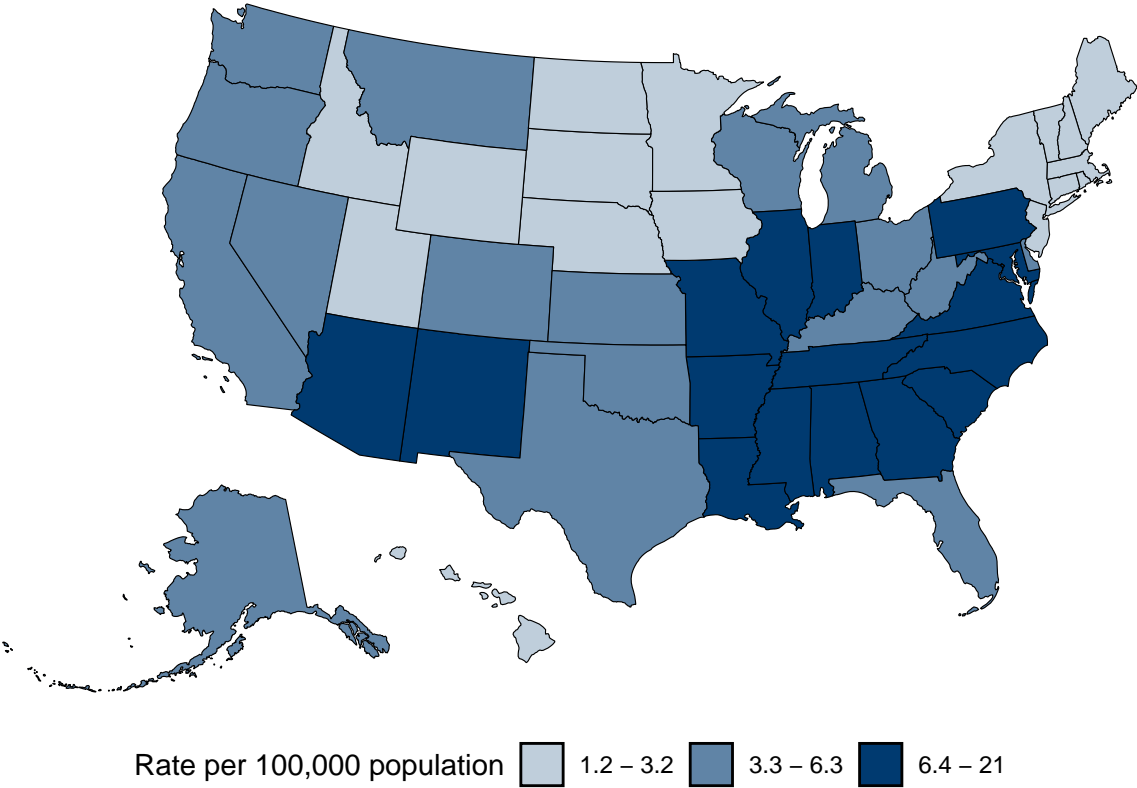 Rate per 100,000 population 1.2 – 3.2 3.3 – 6.3 6.4 – 21